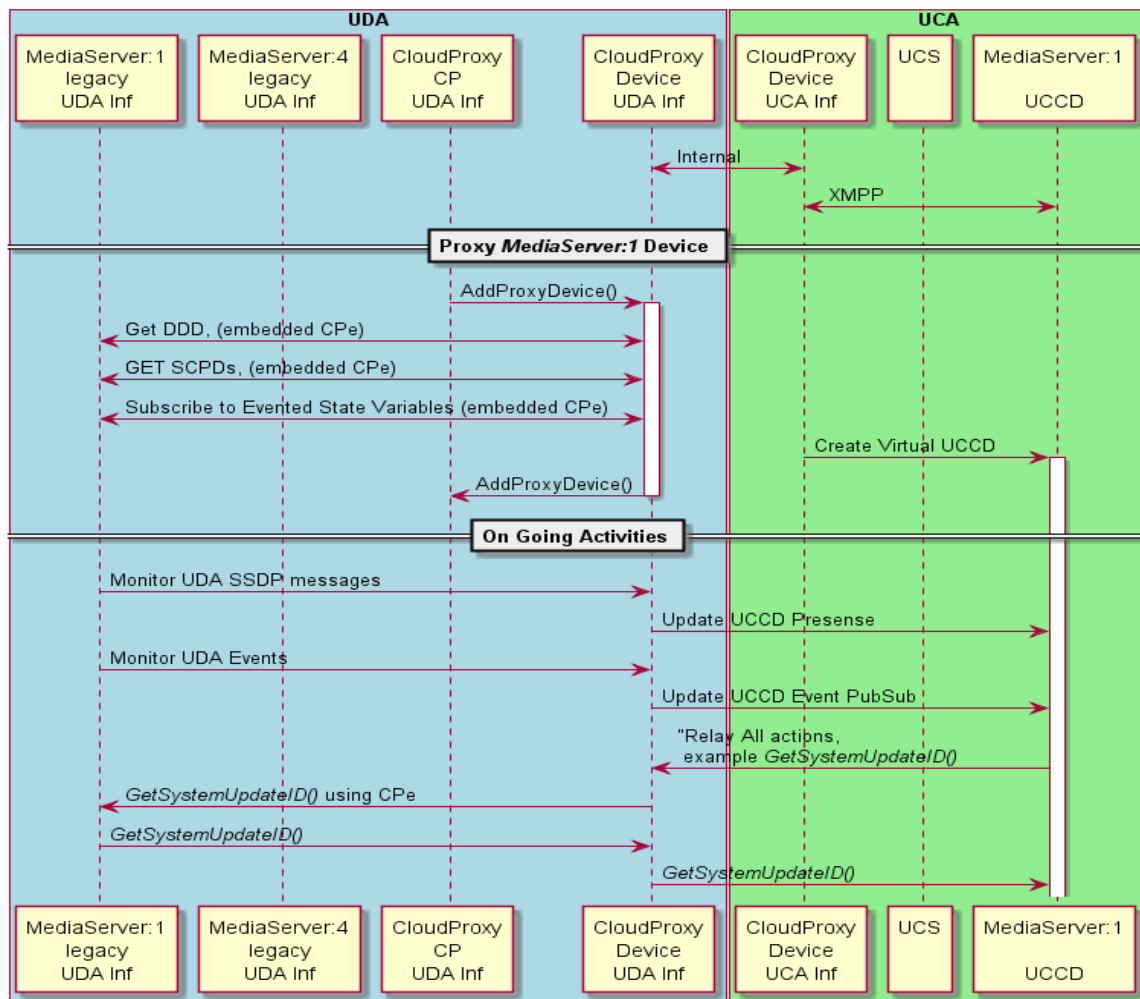 UDA
UCA
MediaServer:1
legacy
UDA Inf
MediaServer:4
legacy
UDA Inf
CloudProxy
CP
UDA Inf
CloudProxy
Device
UDA Inf
CloudProxy
Device
UCA Inf
UCS
MediaServer:1
UCCD
Internal
XMPP
Proxy MediaServer:1 Device
AddProxyDevice()
Get DDD, (embedded CPe)
GET SCPDs, (embedded CPe)
Subscribe to Evented State Variables (embedded CPe)
Create Virtual UCCD
AddProxyDevice()
On Going Activities
Monitor UDA SSDP messages
Update UCCD Presense
Monitor UDA Events
Update UCCD Event PubSub
"Relay All actions,
example GetSystemUpdateID()
GetSystemUpdateID() using CPe
GetSystemUpdateID()
GetSystemUpdateID()
MediaServer:1
legacy
UDA Inf
MediaServer:4
legacy
UDA Inf
CloudProxy
CP
UDA Inf
CloudProxy
Device
UDA Inf
CloudProxy
Device
UCA Inf
UCS
MediaServer:1
UCCD